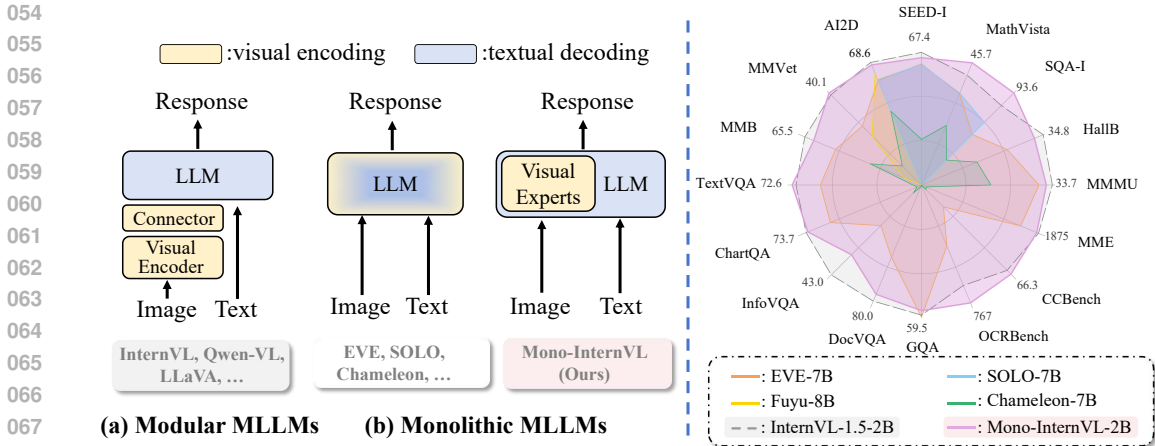 054
055
056
057
058
059
060
061
062
063
064
065
066
067
:visual encoding :textual decoding
Response
LLM
Connector
Visual
Encoder
Image Text
InternVL, Qwen-VL,
LLaVA, …
(a) Modular MLLMs
Response
LLM
Image Text
EVE, SOLO,
Chameleon, …
Response
Visual
Experts
LLM
Image Text
Mono-InternVL
(Ours)
(b) Monolithic MLLMs
SEED-I
67.4
MathVista
45.7
SQA-I
93.6
HallB
34.8
MMMU
33.7
MME
1875
CCBench
66.3
OCRBench
767
GQA
59.5
DocVQA
80.0
InfoVQA
43.0
ChartQA
73.7
TextVQA
72.6
MMB
65.5
MMVet
40.1
AI2D
68.6
: EVE-7B
: SOLO-7B
: Fuyu-8B
: Chameleon-7B
: InternVL-1.5-2B
: Mono-InternVL-2B